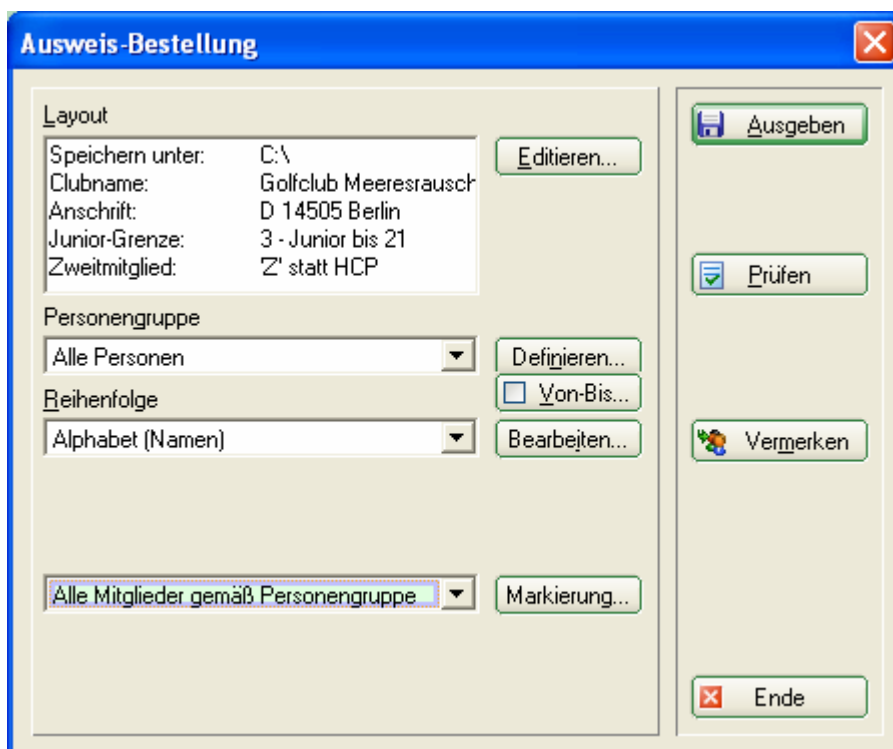 Ausweis-Bestellung
Layout
Speichern unter: C:\
Clubname: Golfclub Meeresrausch
Anschrift: D 14505 Berlin
Junior-Grenze: 3 - Junior bis 21
Zweitmitglied: 'Z' statt HCP
Editieren...
Personengruppe
Alle Personen
Definieren...
Von-Bis...
Reihenfolge
Alphabet (Namen)
Bearbeiten...
Alle Mitglieder gemäß Personengruppe
Markierung...
Ausgeben
Prüfen
Vermerken
Ende